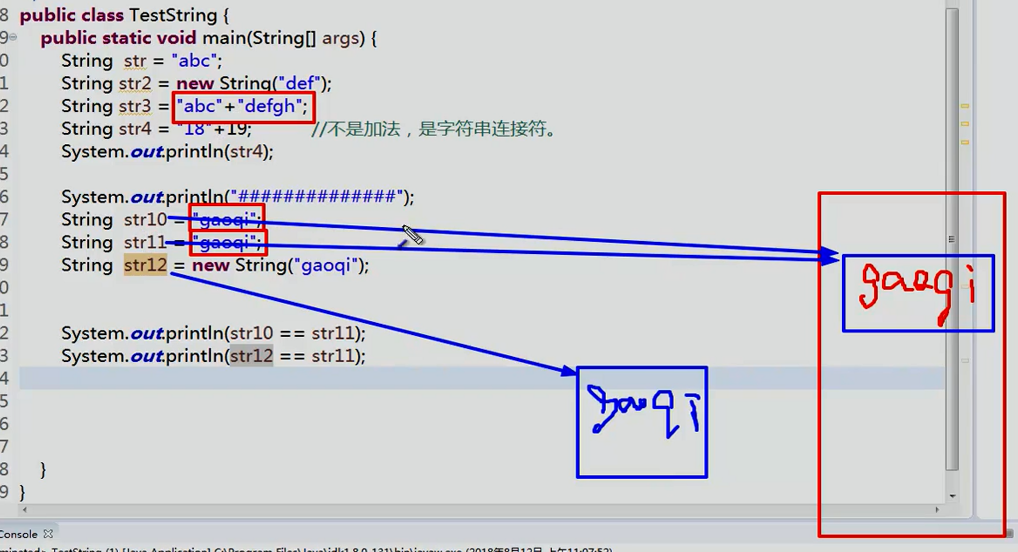 8 public class TestString {
9 public static void main(String[] args) {
0 String str = "abc";
1 String str2 = new String("def");
2 String str3 = "abc"+"defgh";
3 String str4 = "18"+19; //不是加法，是字符串连接符。
4 System.out.println(str4);
5
6 System.out.println("##############");
7 String str10 = "gaoqi";
8 String str11 = "gaoqi";
9 String str12 = new String("gaoqi");
0
1
2 System.out.println(str10 == str11);
3 System.out.println(str12 == str11);
4
5
6
7
8 }
9 }
gaoqi
gaoqi
Console
minated> TestString (1) [Java Application] C:\Program Files\Java\jdk1.8.0_131\bin\javaw.exe (2018年8月12日 上午11:07:52)